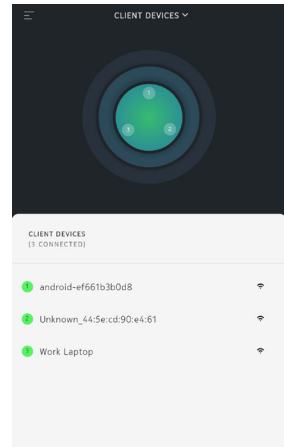 CLIENT DEVICES
1
3
2
CLIENT DEVICES
(3 CONNECTED)
1 android-ef661b3b0d8
2 Unknown_44:5e:cd:90:e4:61
3 Work Laptop